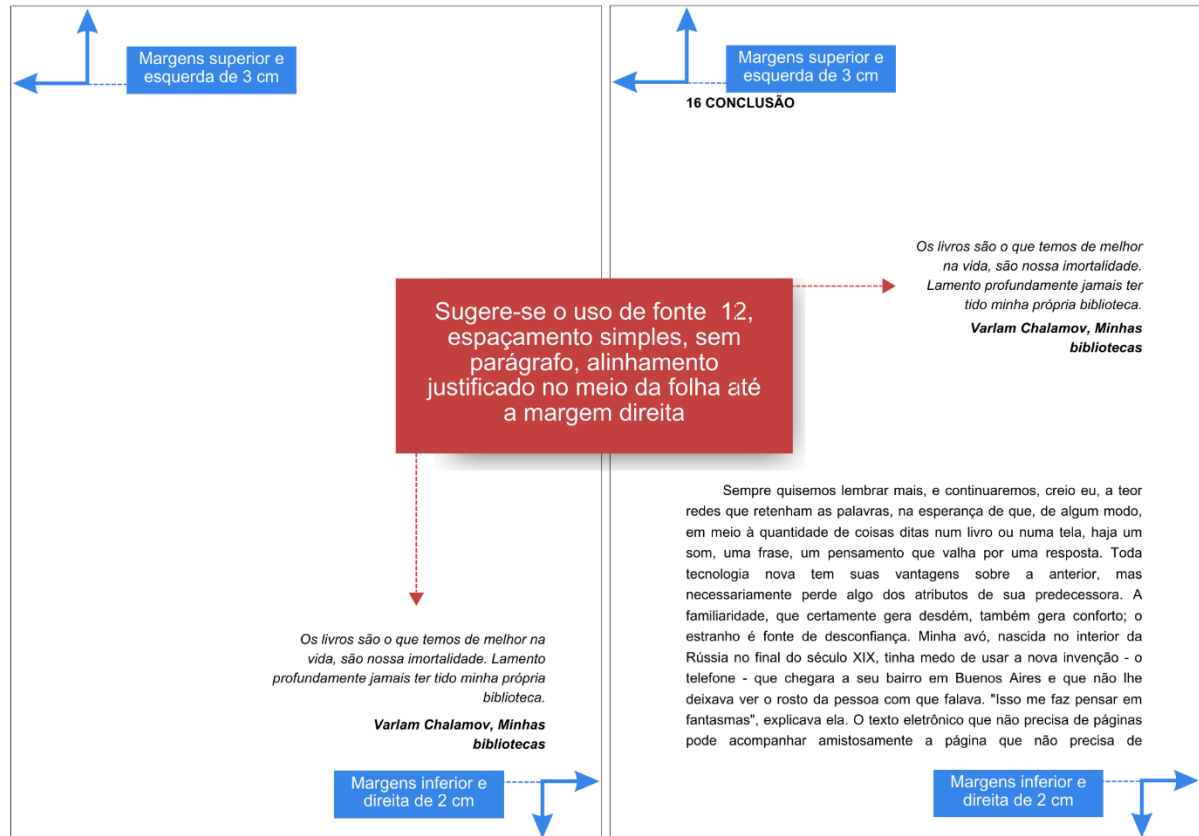 Margens superior e
esquerda de 3 cm
Sugere-se o uso de fonte 12,
espaçamento simples, sem
parágrafo, alinhamento
justificado no meio da folha até
a margem direita
Os livros são o que temos de melhor na
vida, são nossa imortalidade. Lamento
profundamente jamais ter tido minha própria
biblioteca.
Varlam Chalamov, Minhas
bibliotecas
Margens inferior e
direita de 2 cm
Margens superior e
esquerda de 3 cm
16 CONCLUSÃO
Os livros são o que temos de melhor
na vida, são nossa imortalidade.
Lamento profundamente jamais ter
tido minha própria biblioteca.
Varlam Chalamov, Minhas
bibliotecas
Sempre quisemos lembrar mais, e continuaremos, creio eu, a teor
redes que retenham as palavras, na esperança de que, de algum modo,
em meio à quantidade de coisas ditas num livro ou numa tela, haja um
som, uma frase, um pensamento que valha por uma resposta. Toda
tecnologia nova tem suas vantagens sobre a anterior, mas
necessariamente perde algo dos atributos de sua predecessora. A
familiaridade, que certamente gera desdém, também gera conforto; o
estranho é fonte de desconfiança. Minha avó, nascida no interior da
Rússia no final do século XIX, tinha medo de usar a nova invenção - o
telefone - que chegara a seu bairro em Buenos Aires e que não lhe
deixava ver o rosto da pessoa com que falava. "Isso me faz pensar em
fantasmas", explicava ela. O texto eletrônico que não precisa de páginas
pode acompanhar amistosamente a página que não precisa de
Margens inferior e
direita de 2 cm